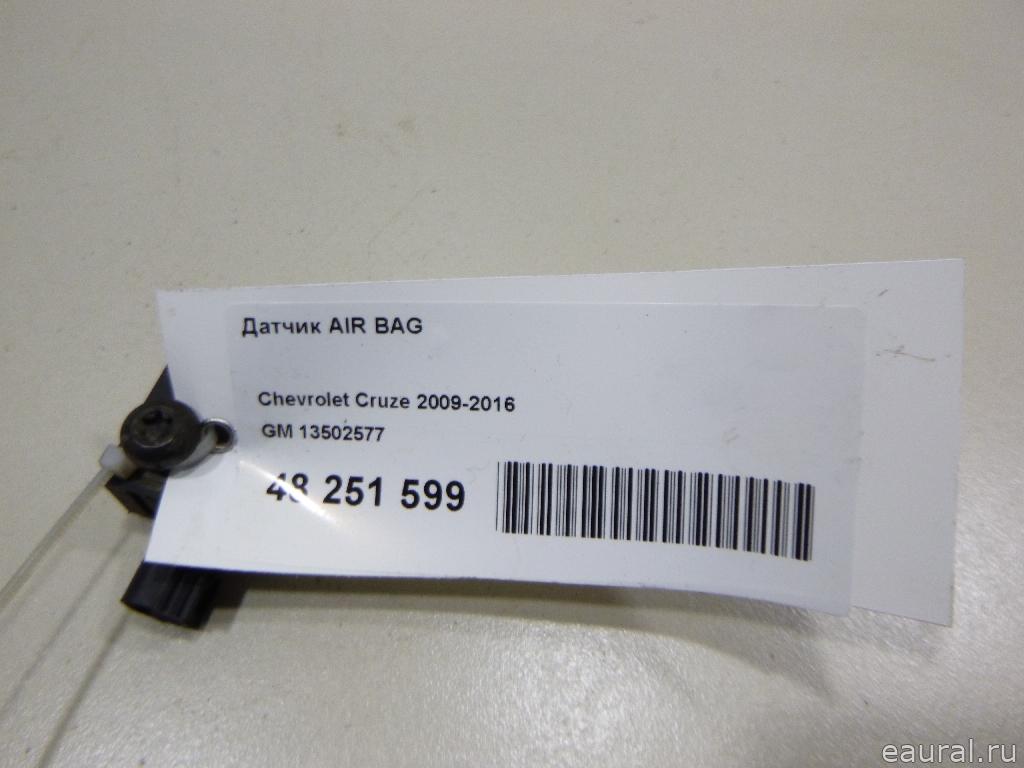 Датчик AIR BAG
Chevrolet Cruze 2009-2016
GM 13502577
48 251 599
eaural.ru